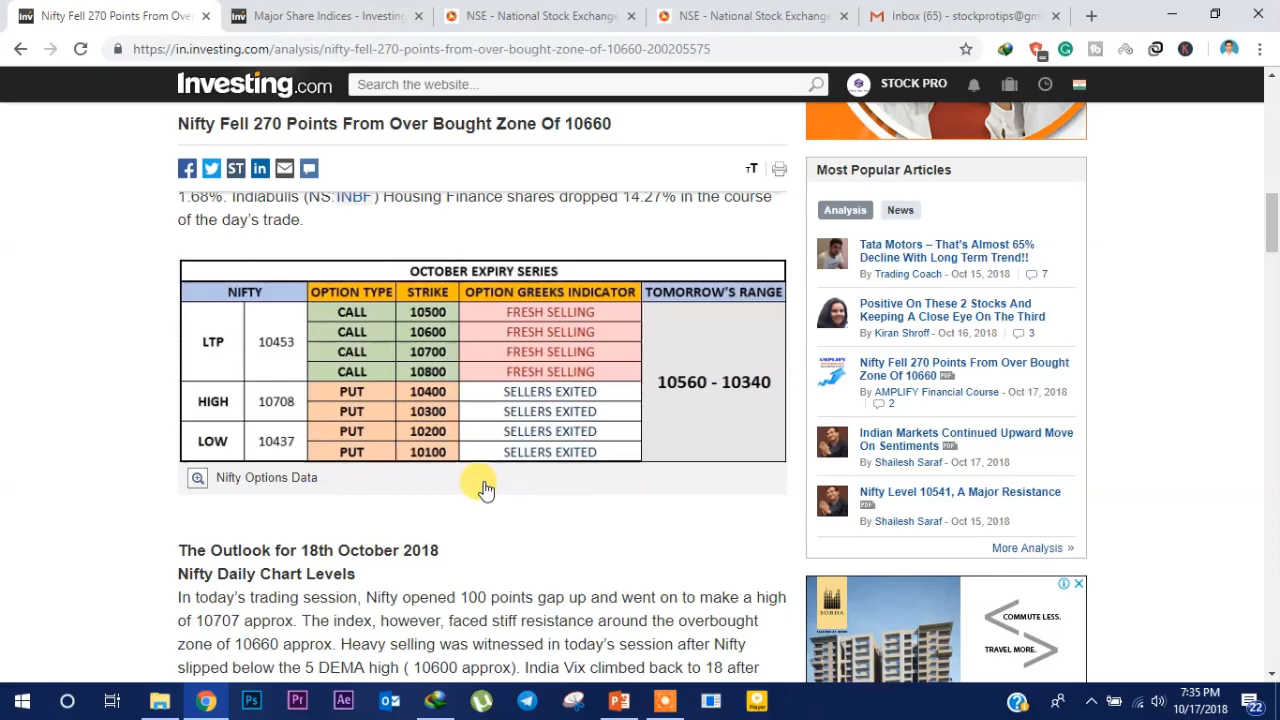 Nifty Fell 270 Points From Over
Major Share Indices - Investing
NSE - National Stock Exchange
NSE - National Stock Exchange
Inbox (65) - stockprotips@gm
https://in.investing.com/analysis/nifty-fell-270-points-from-over-bought-zone-of-10660-200205575
Investing.com
Search the website...
STOCK PRO
Nifty Fell 270 Points From Over Bought Zone Of 10660
ST
in
TT
1.68%. Indiabulls (NS:INBF) Housing Finance shares dropped 14.27% in the course
of the day's trade.
OCTOBER EXPIRY SERIES
NIFTY OPTION TYPE STRIKE OPTION GREEKS INDICATOR TOMORROW'S RANGE
LTP 10453
CALL 10500 FRESH SELLING
CALL 10600 FRESH SELLING
CALL 10700 FRESH SELLING
CALL 10800 FRESH SELLING
HIGH 10708
PUT 10400 SELLERS EXITED
PUT 10300 SELLERS EXITED
LOW 10437
PUT 10200 SELLERS EXITED
PUT 10100 SELLERS EXITED
10560 - 10340
Nifty Options Data
The Outlook for 18th October 2018
Nifty Daily Chart Levels
In today's trading session, Nifty opened 100 points gap up and went on to make a high
of 10707 approx. The index, however, faced stiff resistance around the overbought
zone of 10660 approx. Heavy selling was witnessed in today's session after Nifty
slipped below the 5 DEMA high ( 10600 approx). India Vix climbed back to 18 after
Most Popular Articles
Analysis
News
Tata Motors – That's Almost 65%
Decline With Long Term Trend!!
By Trading Coach - Oct 15, 2018 | 7
Positive On These 2 Stocks And
Keeping A Close Eye On The Third
By Kiran Shroff - Oct 16, 2018 | 3
AMPLIFY
Nifty Fell 270 Points From Over Bought
Zone Of 10660 PDF
By AMPLIFY Financial Course - Oct 17, 2018
| 2
Indian Markets Continued Upward Move
On Sentiments PDF
By Shailesh Saraf - Oct 17, 2018
Nifty Level 10541, A Major Resistance
PDF
By Shailesh Saraf - Oct 15, 2018
More Analysis »
SOBHA
COMMUTE LESS.
TRAVEL MORE.
Ps
Pr
Ae
Player
7:35 PM
10/17/2018
22